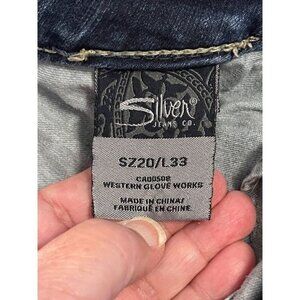 Silver®
JEANS CO.
SZ20/L33
CA00508
WESTERN GLOVE WORKS
MADE IN CHINA/
FABRIQUÉ EN CHINE.